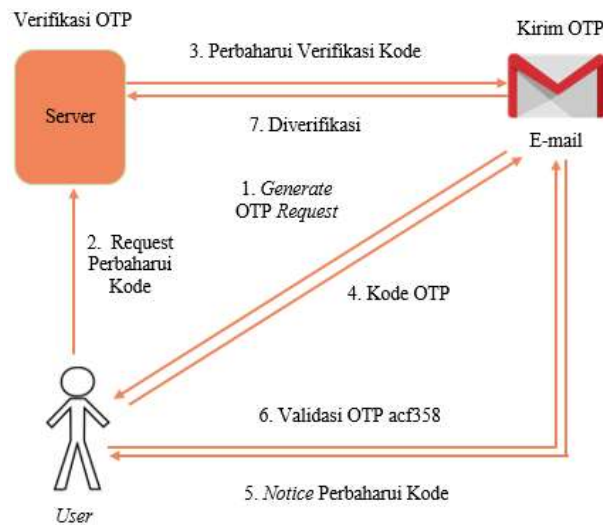 Verifikasi OTP
Kirim OTP
3. Perbaharui Verifikasi Kode
Server
7. Diverifikasi
E-mail
1. Generate
OTP Request
2. Request
Perbaharui
Kode
4. Kode OTP
6. Validasi OTP acf358
5. Notice Perbaharui Kode
User